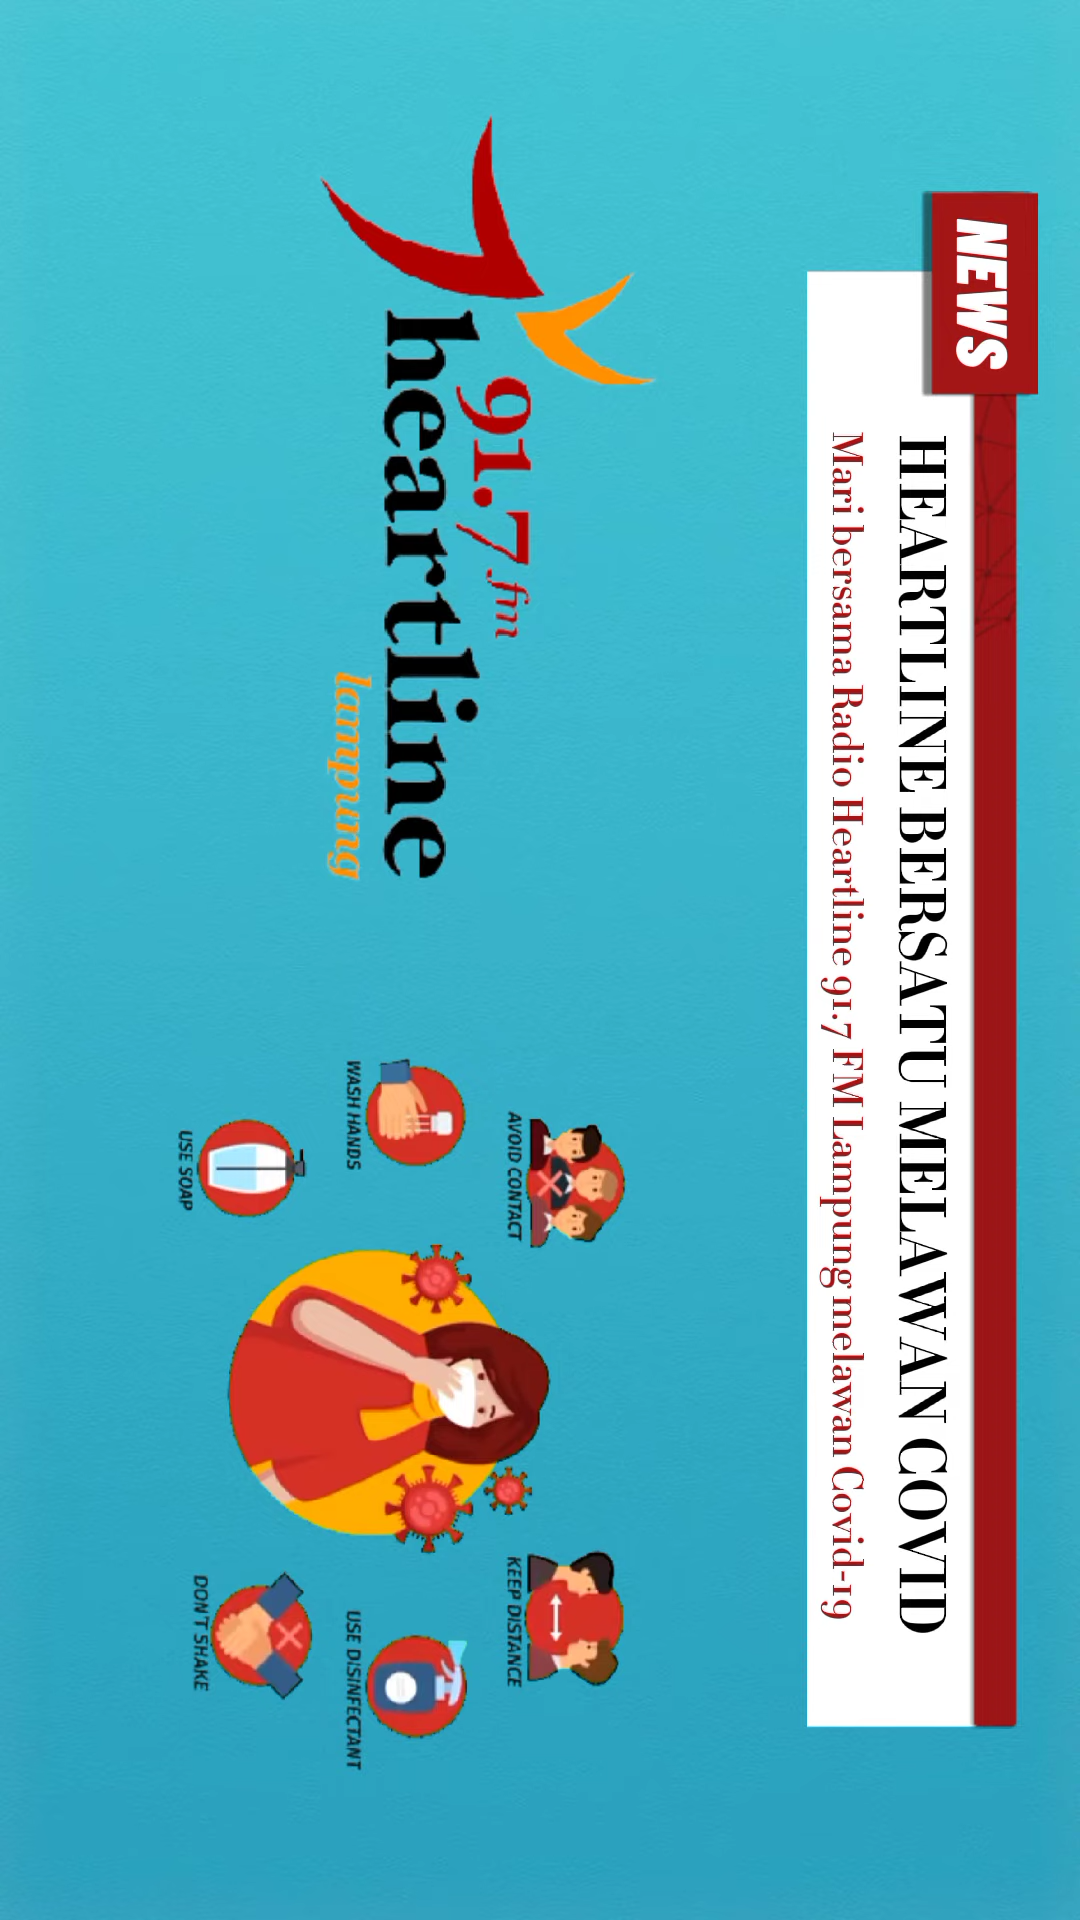 NEWS
HEARTLINE BERSATU MELAWAN COVID
Mari bersama Radio Heartline 91.7 FM Lampung melawan Covid-19
91.7 fm
heartline
lampung
AVOID CONTACT
KEEP DISTANCE
WASH HANDS
USE DISINFECTANT
USE SOAP
DON'T SHAKE